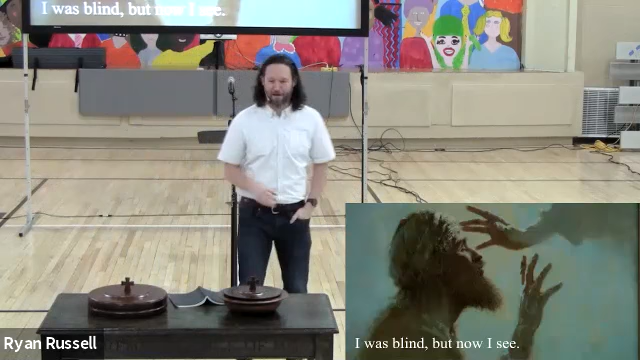 I was blind, but now I see.
Ryan Russell
I was blind, but now I see.